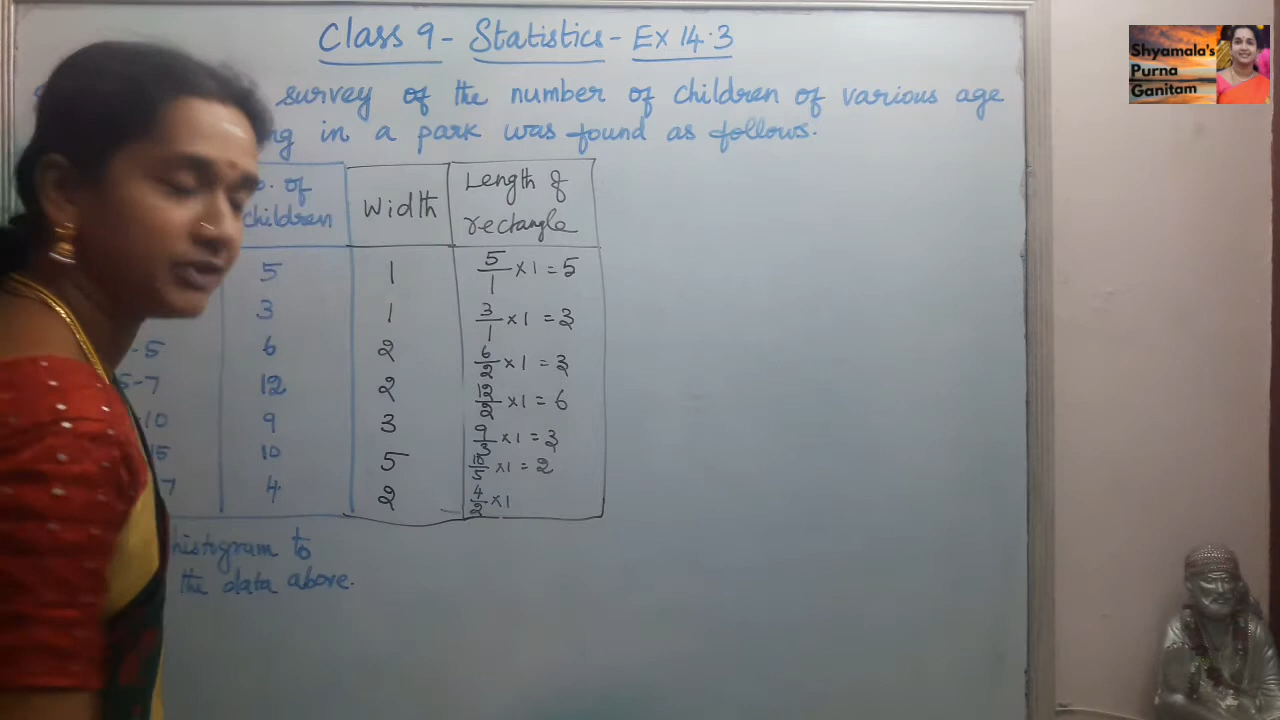 Class 9 - Statistics - Ex 14.3
Shyamala's
Purna
Ganitam
survey of the number of children of various age
in a park was found as follows.
of children Width Length of rectangle
5 1 5/1 × 1 = 5
3 1 3/1 × 1 = 3
-5 6 2 6/2 × 1 = 3
5-7 12 2 12/2 × 1 = 6
-10 9 3 9/3 × 1 = 3
15 10 5 10/5 × 1 = 2
7 4 2 4/2 × 1
histogram to
the data above.